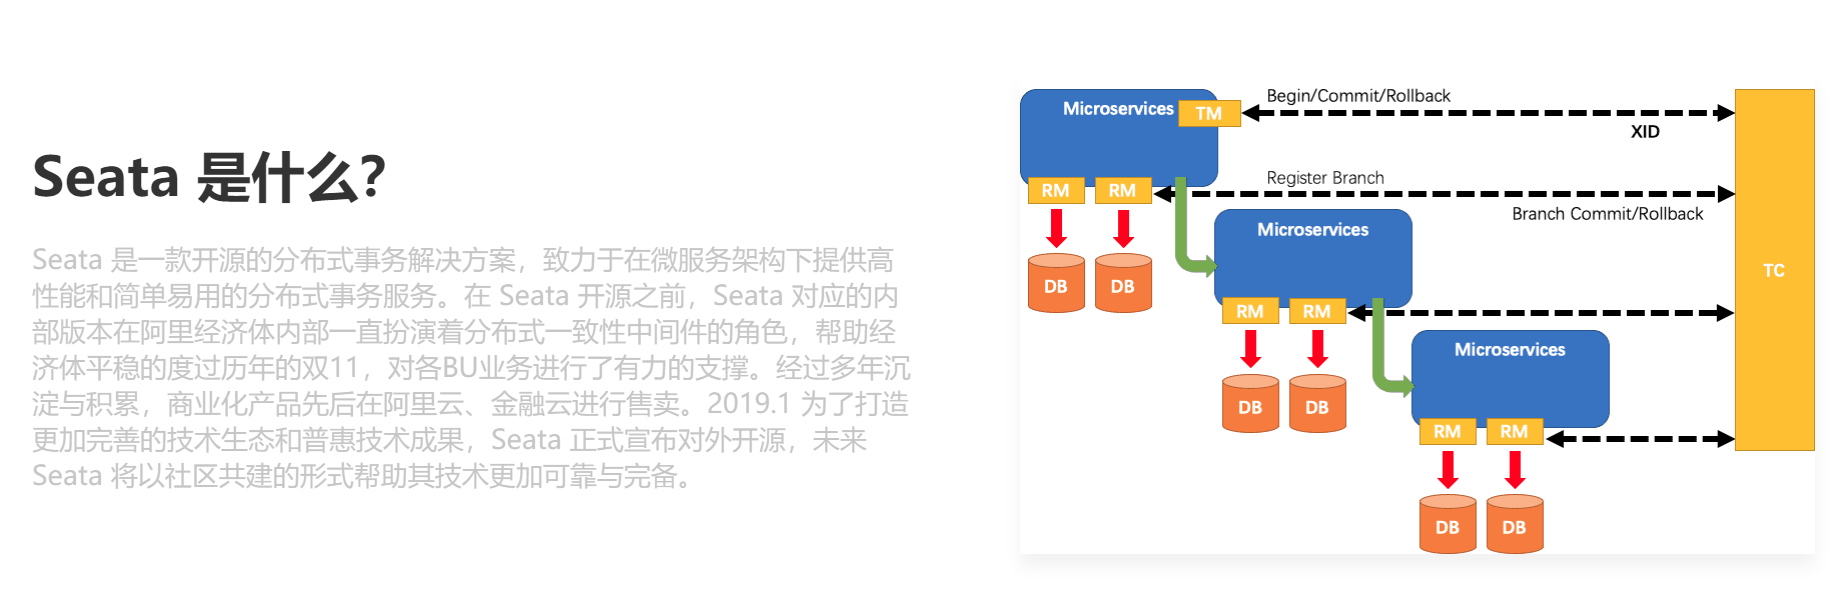 Seata 是什么?
Seata 是一款开源的分布式事务解决方案，致力于在微服务架构下提供高
性能和简单易用的分布式事务服务。在 Seata 开源之前，Seata 对应的内
部版本在阿里经济体内部一直扮演着分布式一致性中间件的角色，帮助经
济体平稳的度过历年的双11，对各BU业务进行了有力的支撑。经过多年沉
淀与积累，商业化产品先后在阿里云、金融云进行售卖。2019.1 为了打造
更加完善的技术生态和普惠技术成果，Seata 正式宣布对外开源，未来
Seata 将以社区共建的形式帮助其技术更加可靠与完备。
Microservices
TM
Begin/Commit/Rollback
XID
RM
RM
Register Branch
Branch Commit/Rollback
DB
DB
Microservices
TC
RM
RM
DB
DB
Microservices
RM
RM
DB
DB